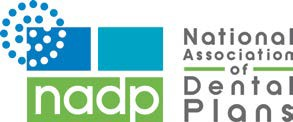 nadp
National
Association
of
Dental
Plans